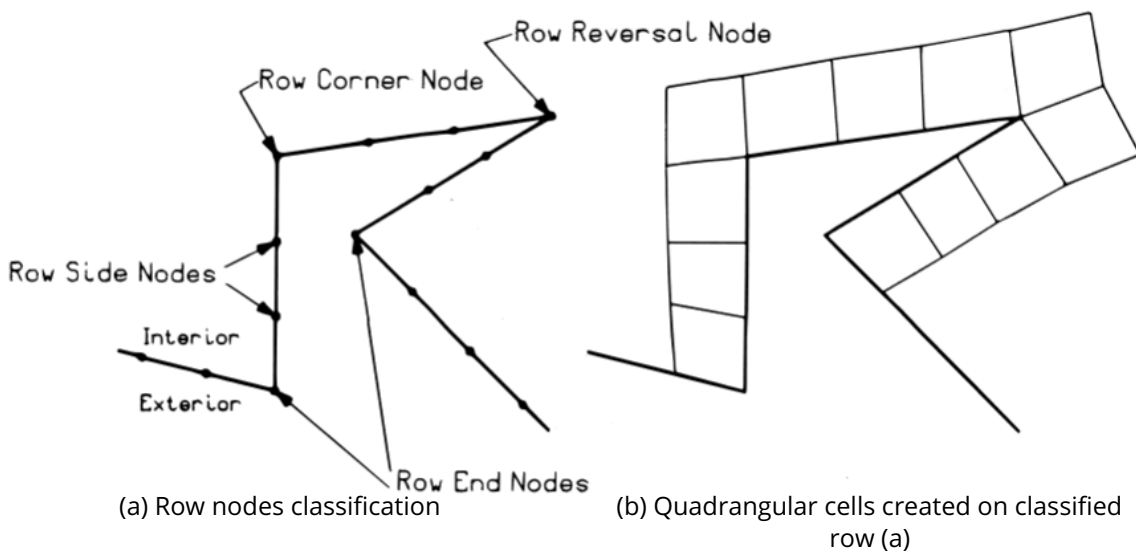 Row Reversal Node
Row Corner Node
Row Side Nodes
Interior
Exterior
Row End Nodes
(a) Row nodes classification
(b) Quadrangular cells created on classified
row (a)